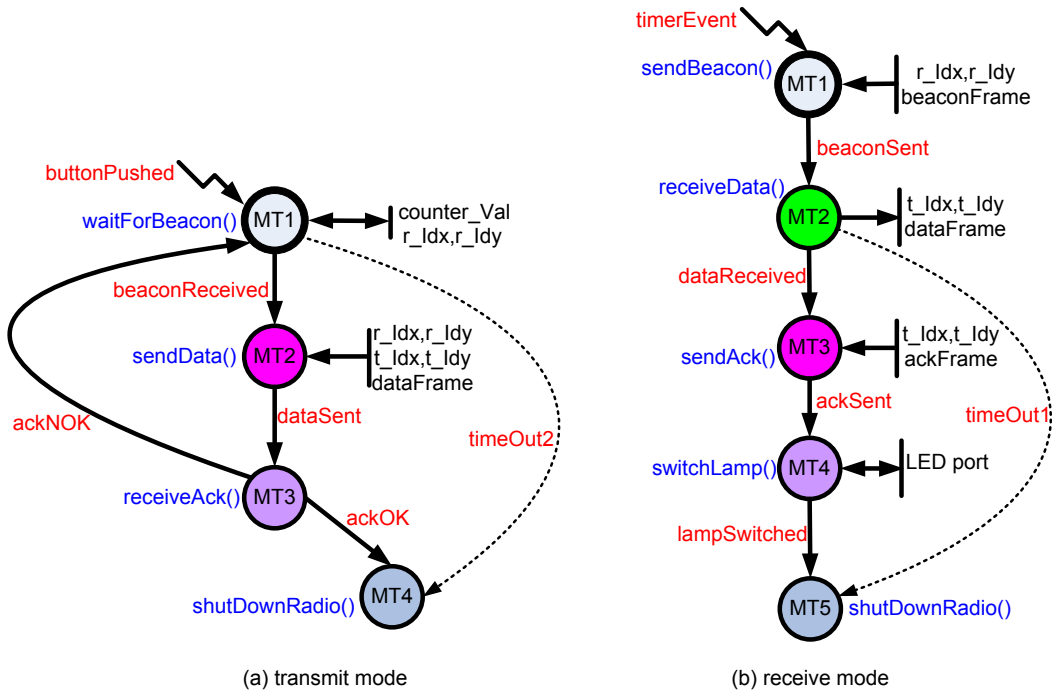 buttonPushed
waitForBeacon()
MT1
counter_Val
r_Idx,r_Idy
beaconReceived
sendData()
MT2
r_Idx,r_Idy
t_Idx,t_Idy
dataFrame
dataSent
ackNOK
timeOut2
receiveAck()
MT3
ackOK
shutDownRadio()
MT4
(a) transmit mode
timerEvent
sendBeacon()
MT1
r_Idx,r_Idy
beaconFrame
beaconSent
receiveData()
MT2
t_Idx,t_Idy
dataFrame
dataReceived
sendAck()
MT3
t_Idx,t_Idy
ackFrame
ackSent
timeOut1
switchLamp()
MT4
LED port
lampSwitched
MT5
shutDownRadio()
(b) receive mode